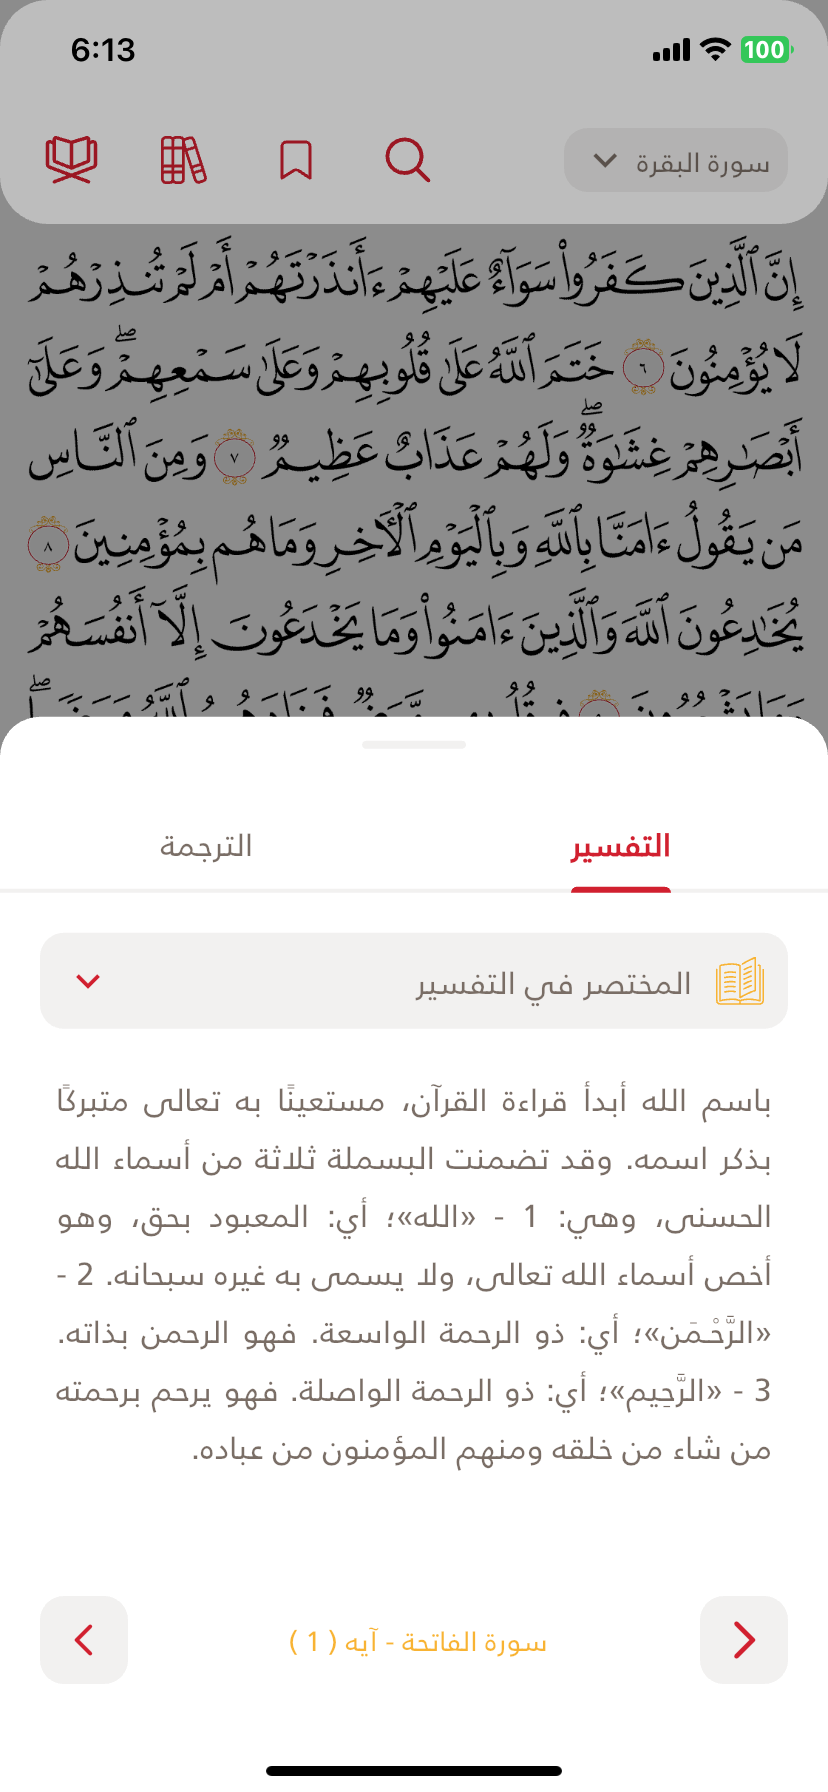 6:13
100
سورة البقرة
إِنَّ ٱلَّذِينَ كَفَرُوا۟ سَوَآءٌ عَلَيْهِمْ ءَأَنذَرْتَهُمْ أَمْ لَمْ تُنذِرْهُمْ
لَا يُؤْمِنُونَ ٦ خَتَمَ ٱللَّهُ عَلَىٰ قُلُوبِهِمْ وَعَلَىٰ سَمْعِهِمْ ۖ وَعَلَىٰٓ
أَبْصَـٰرِهِمْ غِشَـٰوَةٌ ۖ وَلَهُمْ عَذَابٌ عَظِيمٌ ٧ وَمِنَ ٱلنَّاسِ
مَن يَقُولُ ءَامَنَّا بِٱللَّهِ وَبِٱلْيَوْمِ ٱلْـَٔاخِرِ وَمَا هُم بِمُؤْمِنِينَ ٨
يُخَـٰدِعُونَ ٱللَّهَ وَٱلَّذِينَ ءَامَنُوا۟ وَمَا يَخْدَعُونَ إِلَّآ أَنفُسَهُمْ
التفسير
الترجمة
المختصر في التفسير
باسم الله أبدأ قراءة القرآن، مستعينًا به تعالى متبركًا
بذكر اسمه. وقد تضمنت البسملة ثلاثة من أسماء الله
الحسنى، وهي: 1 - «الله»؛ أي: المعبود بحق، وهو
أخص أسماء الله تعالى، ولا يسمى به غيره سبحانه. 2 -
«الرَّحْمَٰن»؛ أي: ذو الرحمة الواسعة. فهو الرحمن بذاته.
3 - «الرَّحِيم»؛ أي: ذو الرحمة الواصلة. فهو يرحم برحمته
من شاء من خلقه ومنهم المؤمنون من عباده.
سورة الفاتحة - آيه ( 1 )